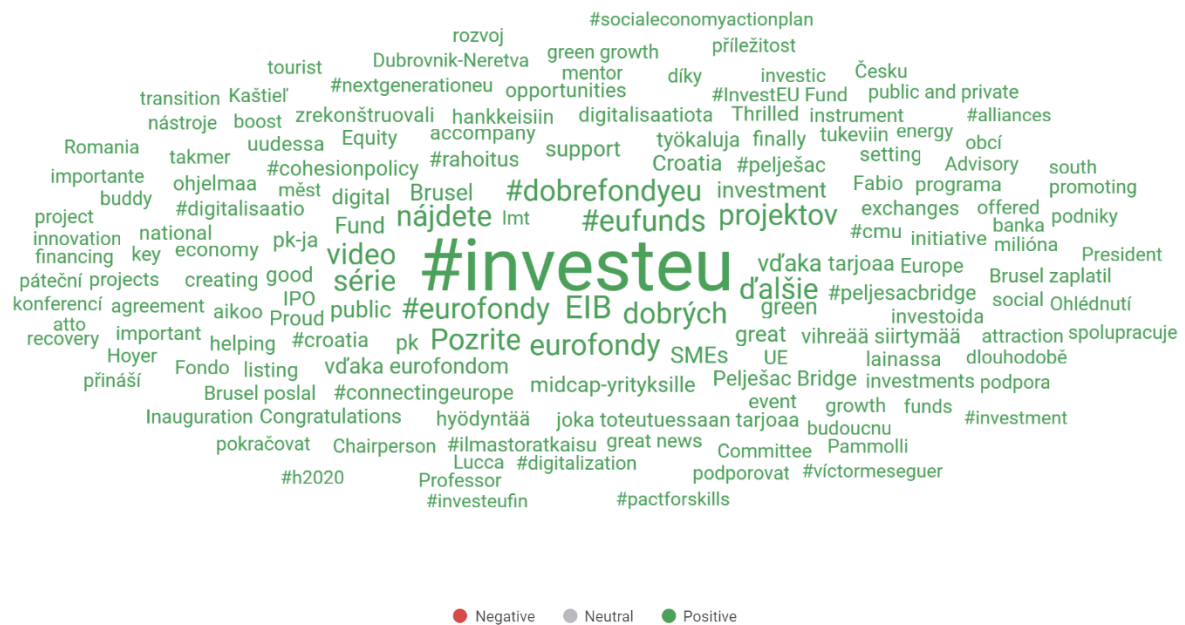 #socialeconomyactionplan
rozvoj
příležitost
green growth
Dubrovnik-Neretva
tourist
mentor
díky
investic
Česku
#nextgenerationeu
opportunities
#InvestEU Fund
public and private
transition
Kaštieľ
zrekonštruovali
hankkeisiin
digitalisaatiota
Thrilled
instrument
#alliances
nástroje
boost
uudessa
Equity
accompany
työkaluja
finally
tukeviin
energy
obcí
Romania
takmer
#cohesionpolicy
#rahoitus
support
Croatia
#pelješac
setting
Advisory
south
importante
buddy
ohjelmaa
měst
digital
Brusel
#dobrefondyeu
investment
Fabio
programa
promoting
project
#digitalisaatio
Fund
nájdete
lmt
#eufunds
projektov
exchanges
offered
podniky
innovation
national
pk-ja
video
#investeu
#cmu
initiative
banka
milióna
financing
key
economy
vďaka
tarjoaa
Europe
President
páteční
projects
creating
good
série
ďalšie
#peljesacbridge
Brusel zaplatil
konferencí
agreement
aikoo
IPO
Proud
public
#eurofondy
EIB
dobrých
green
investoida
social
Ohlédnutí
atto
recovery
important
helping
#croatia
pk
Pozrite
eurofondy
SMEs
great
vihreää siirtymää
attraction
spolupracuje
Hoyer
Fondo
listing
vďaka eurofondom
UE
lainassa
dlouhodobě
přináší
Brusel poslal
#connectingeurope
midcap-yrityksille
Pelješac Bridge
investments
podpora
Inauguration
Congratulations
hyödyntää
joka toteutuessaan tarjoaa
event
growth
funds
#investment
budoucnu
pokračovat
Chairperson
#ilmastoratkaisu
great news
Committee
Pammolli
#h2020
Lucca
#digitalization
podporovat
#víctormeseguer
Professor
#investeufin
#pactforskills
Negative
Neutral
Positive